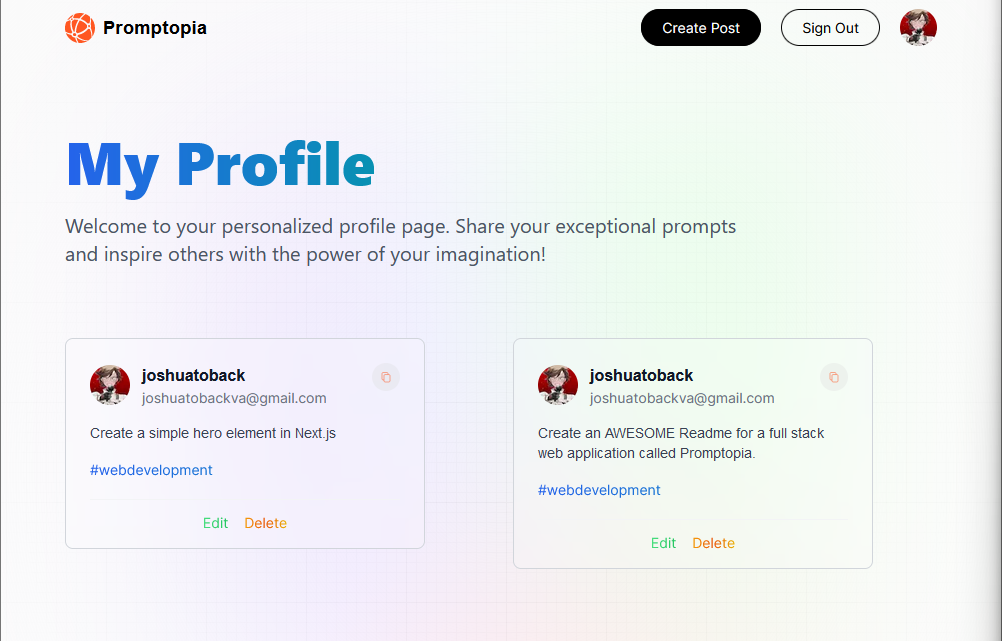 Promptopia
Create Post
Sign Out
My Profile
Welcome to your personalized profile page. Share your exceptional prompts
and inspire others with the power of your imagination!
joshuatoback
joshuatobackva@gmail.com
Create a simple hero element in Next.js
#webdevelopment
Edit
Delete
joshuatoback
joshuatobackva@gmail.com
Create an AWESOME Readme for a full stack
web application called Promptopia.
#webdevelopment
Edit
Delete